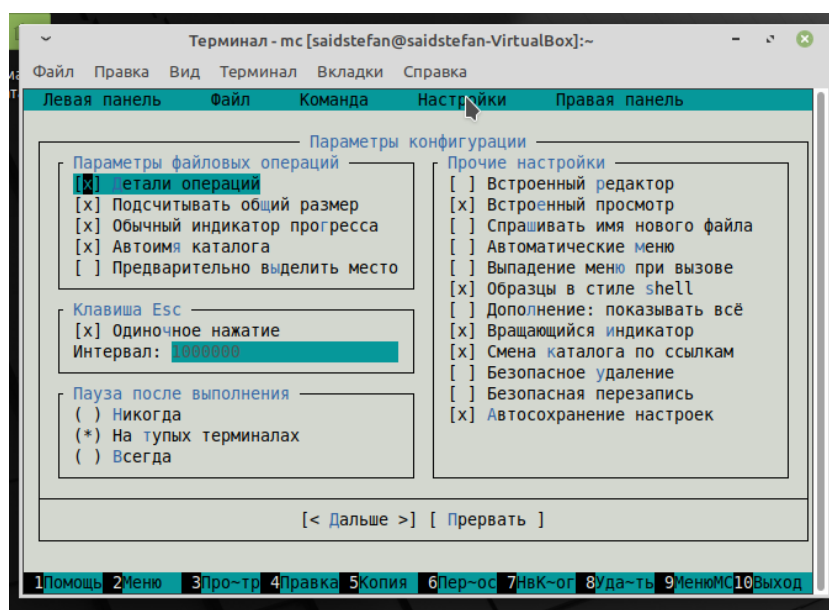 Терминал - mc [saidstefan@saidstefan-VirtualBox]:~
Файл Правка Вид Терминал Вкладки Справка
Левая панель Файл Команда Настройки Правая панель
Параметры конфигурации
Параметры файловых операций
[x] Детали операций
[x] Подсчитывать общий размер
[x] Обычный индикатор прогресса
[x] Автоимя каталога
[ ] Предварительно выделить место
Клавиша Esc
[x] Одиночное нажатие
Интервал: 1000000
Пауза после выполнения
( ) Никогда
(*) На тупых терминалах
( ) Всегда
Прочие настройки
[ ] Встроенный редактор
[x] Встроенный просмотр
[ ] Спрашивать имя нового файла
[ ] Автоматические меню
[ ] Выпадение меню при вызове
[x] Образцы в стиле shell
[ ] Дополнение: показывать всё
[x] Вращающийся индикатор
[x] Смена каталога по ссылкам
[ ] Безопасное удаление
[ ] Безопасная перезапись
[x] Автосохранение настроек
[< Дальше >] [ Прервать ]
1Помощь 2Меню 3Про~тр 4Правка 5Копия 6Пер~ос 7НвК~ог 8Уда~ть 9МенюMC 10Выход